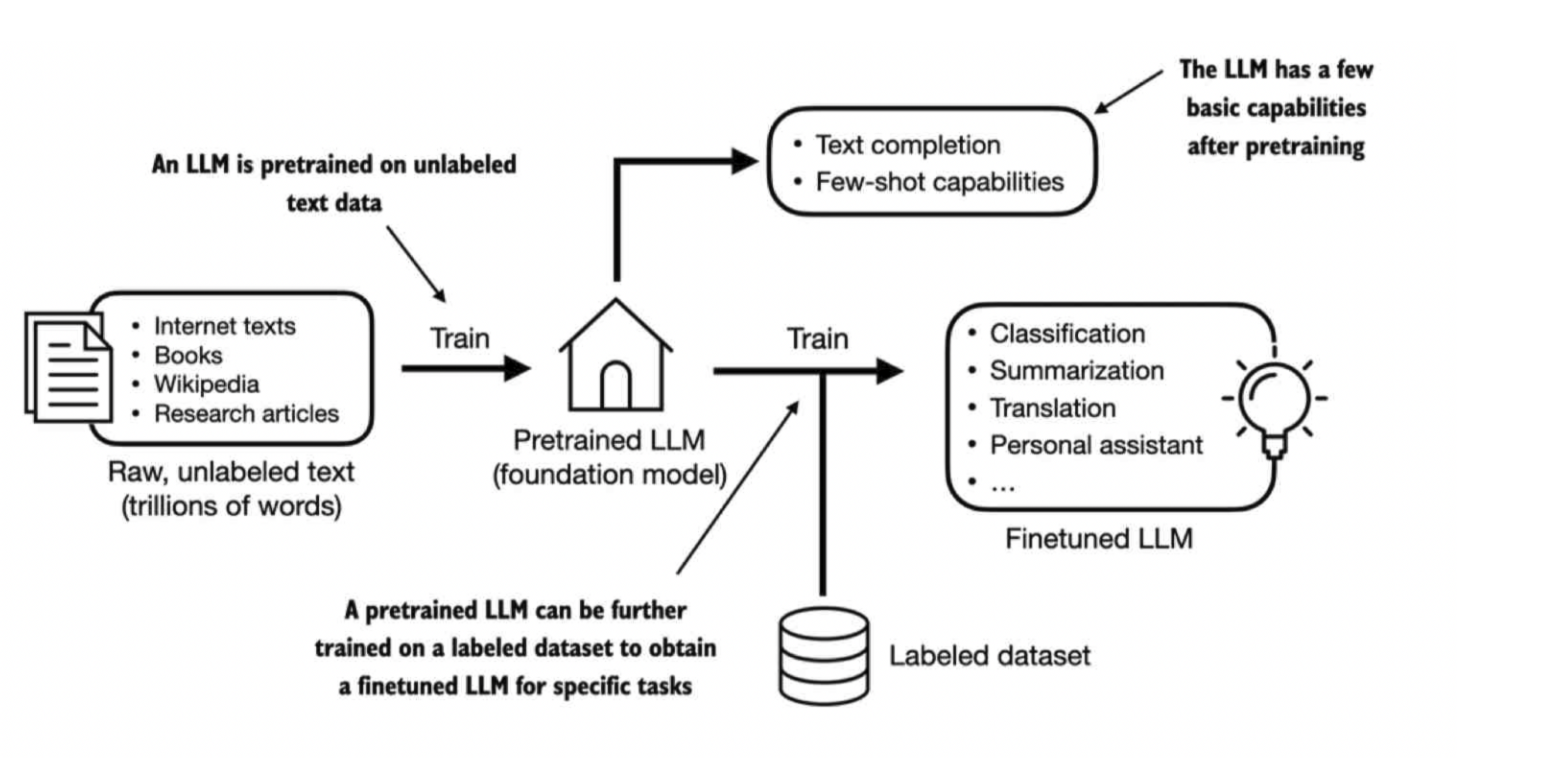 The LLM has a few
basic capabilities
after pretraining
• Text completion
• Few-shot capabilities
An LLM is pretrained on unlabeled
text data
• Internet texts
• Books
• Wikipedia
• Research articles
Raw, unlabeled text
(trillions of words)
Train
Pretrained LLM
(foundation model)
Train
• Classification
• Summarization
• Translation
• Personal assistant
• ...
Finetuned LLM
A pretrained LLM can be further
trained on a labeled dataset to obtain
a finetuned LLM for specific tasks
Labeled dataset